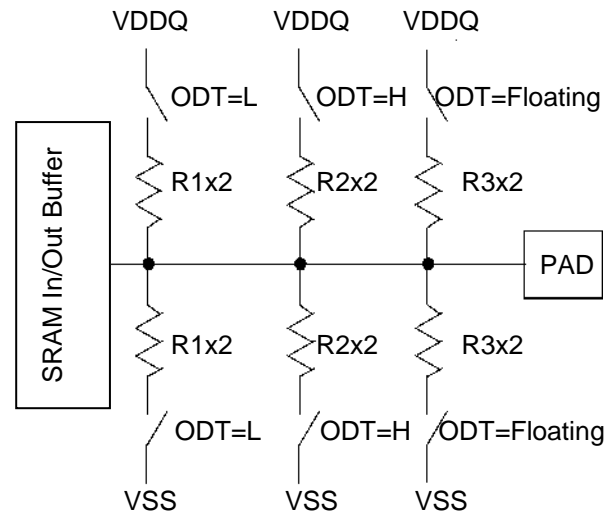 VDDQ VDDQ VDDQ
ODT=L ODT=H ODT=Floating
R1x2 R2x2 R3x2
SRAM In/Out Buffer
PAD
R1x2 R2x2 R3x2
ODT=L ODT=H ODT=Floating
VSS VSS VSS